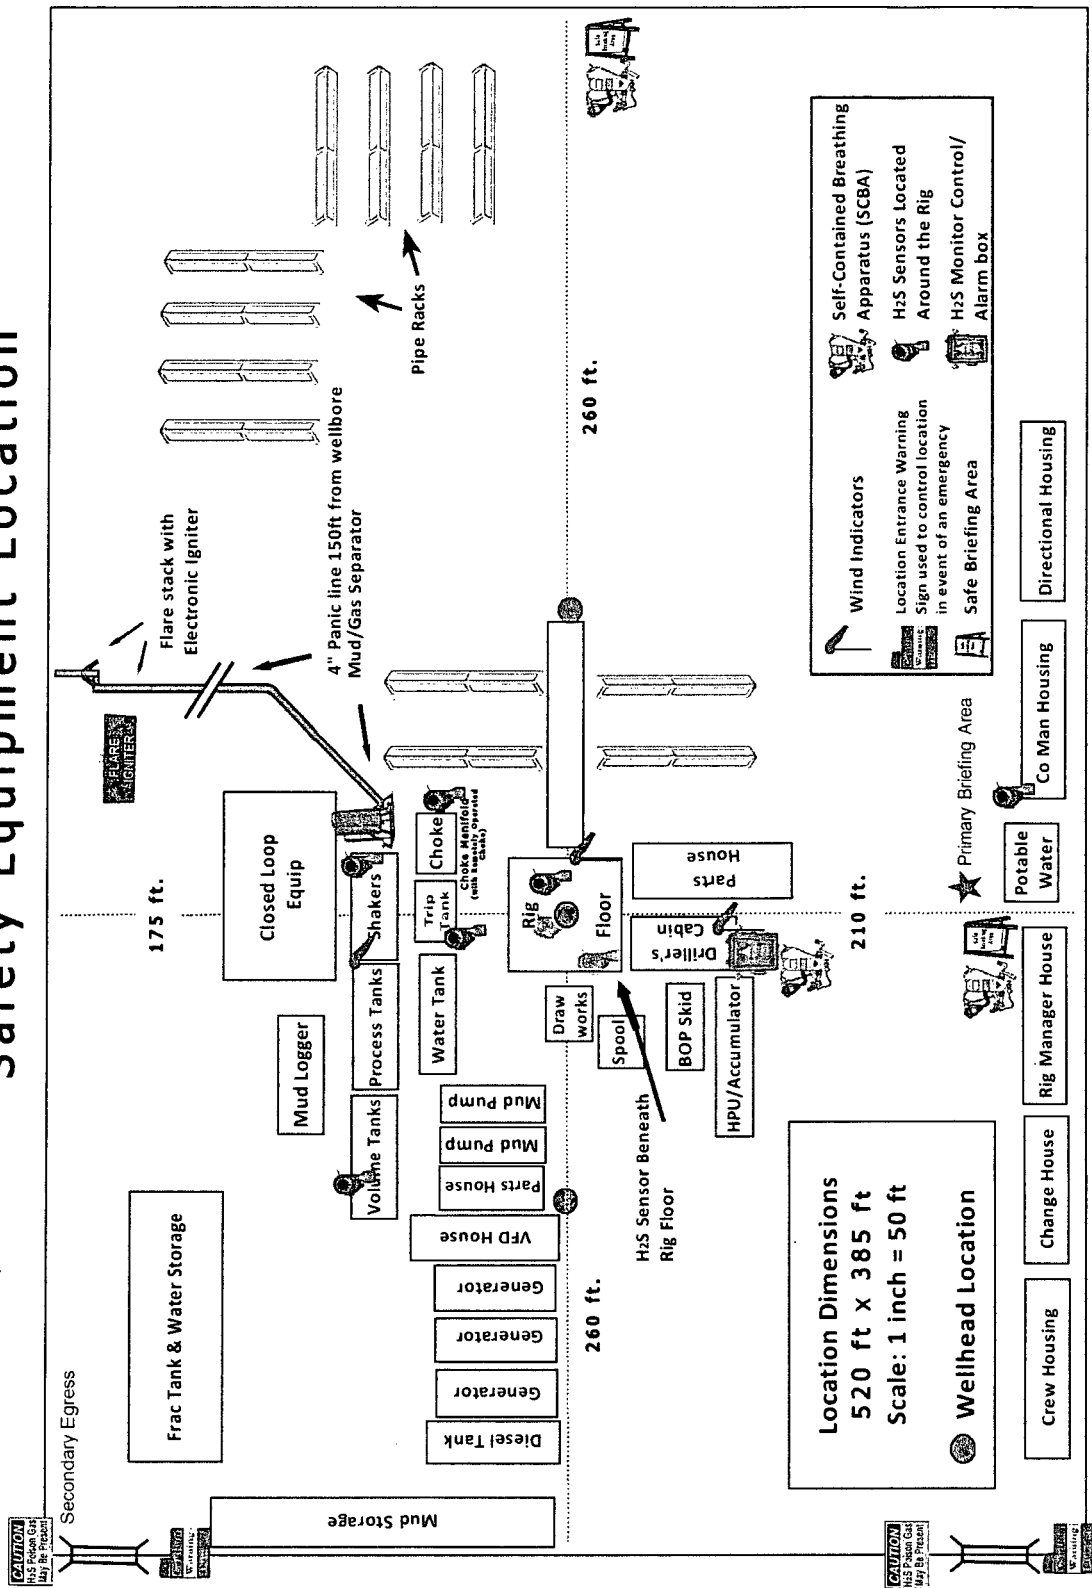 Safety Equipment Location
CAUTION
H2S Poison Gas
May Be Present
Secondary Egress
Warning
Mud Storage
Frac Tank & Water Storage
Mud Logger
Closed Loop
Equip
175 ft.
FLARE
IGNITER
Flare stack with
Electronic Igniter
4" Panic line 150ft from wellbore
Mud/Gas Separator
Pipe Racks
Volume Tanks
Process Tanks
Shakers
Water Tank
Trip
Tank
Choke
Choke Manifold
(with Remotely Operated
Choke)
Diesel Tank
Generator
Generator
Generator
VFD House
Parts House
Mud Pump
Mud Pump
260 ft.
Draw
works
Rig
Floor
260 ft.
Spool
BOP Skid
HPU/Accumulator
Driller's
Cabin
Parts
House
H2S Sensor Beneath
Rig Floor
210 ft.
Location Dimensions
520 ft x 385 ft
Scale: 1 inch = 50 ft
Wellhead Location
Wind Indicators
Location Entrance Warning
Sign used to control location
in event of an emergency
Safe Briefing Area
Self-Contained Breathing
Apparatus (SCBA)
H2S Sensors Located
Around the Rig
H2S Monitor Control/
Alarm box
Warning
Primary Briefing Area
CAUTION
H2S Poison Gas
May Be Present
Warning
Crew Housing
Change House
Rig Manager House
Potable
Water
Co Man Housing
Directional Housing